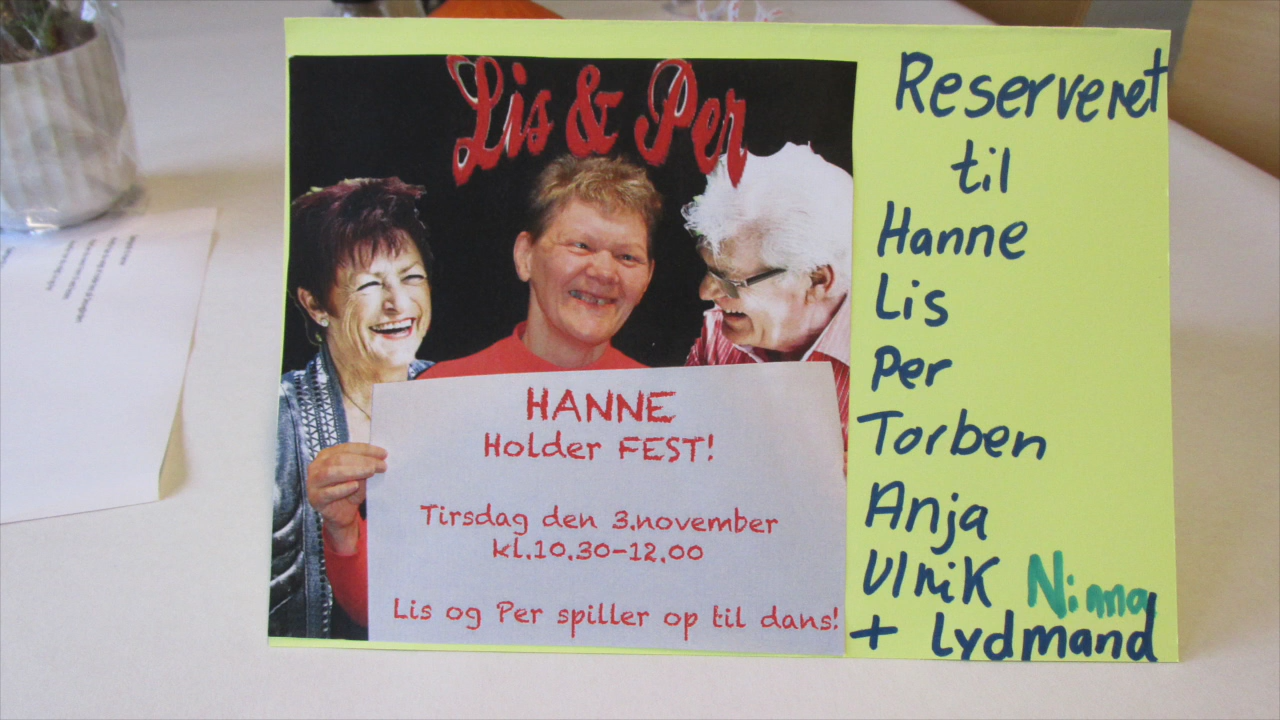 Lis & Per
HANNE
Holder FEST!
Tirsdag den 3.november
kl.10.30-12.00
Lis og Per spiller op til dans!
Reserveret
til
Hanne
Lis
Per
Torben
Anja
Ulrik Ninna
+ Lydmand